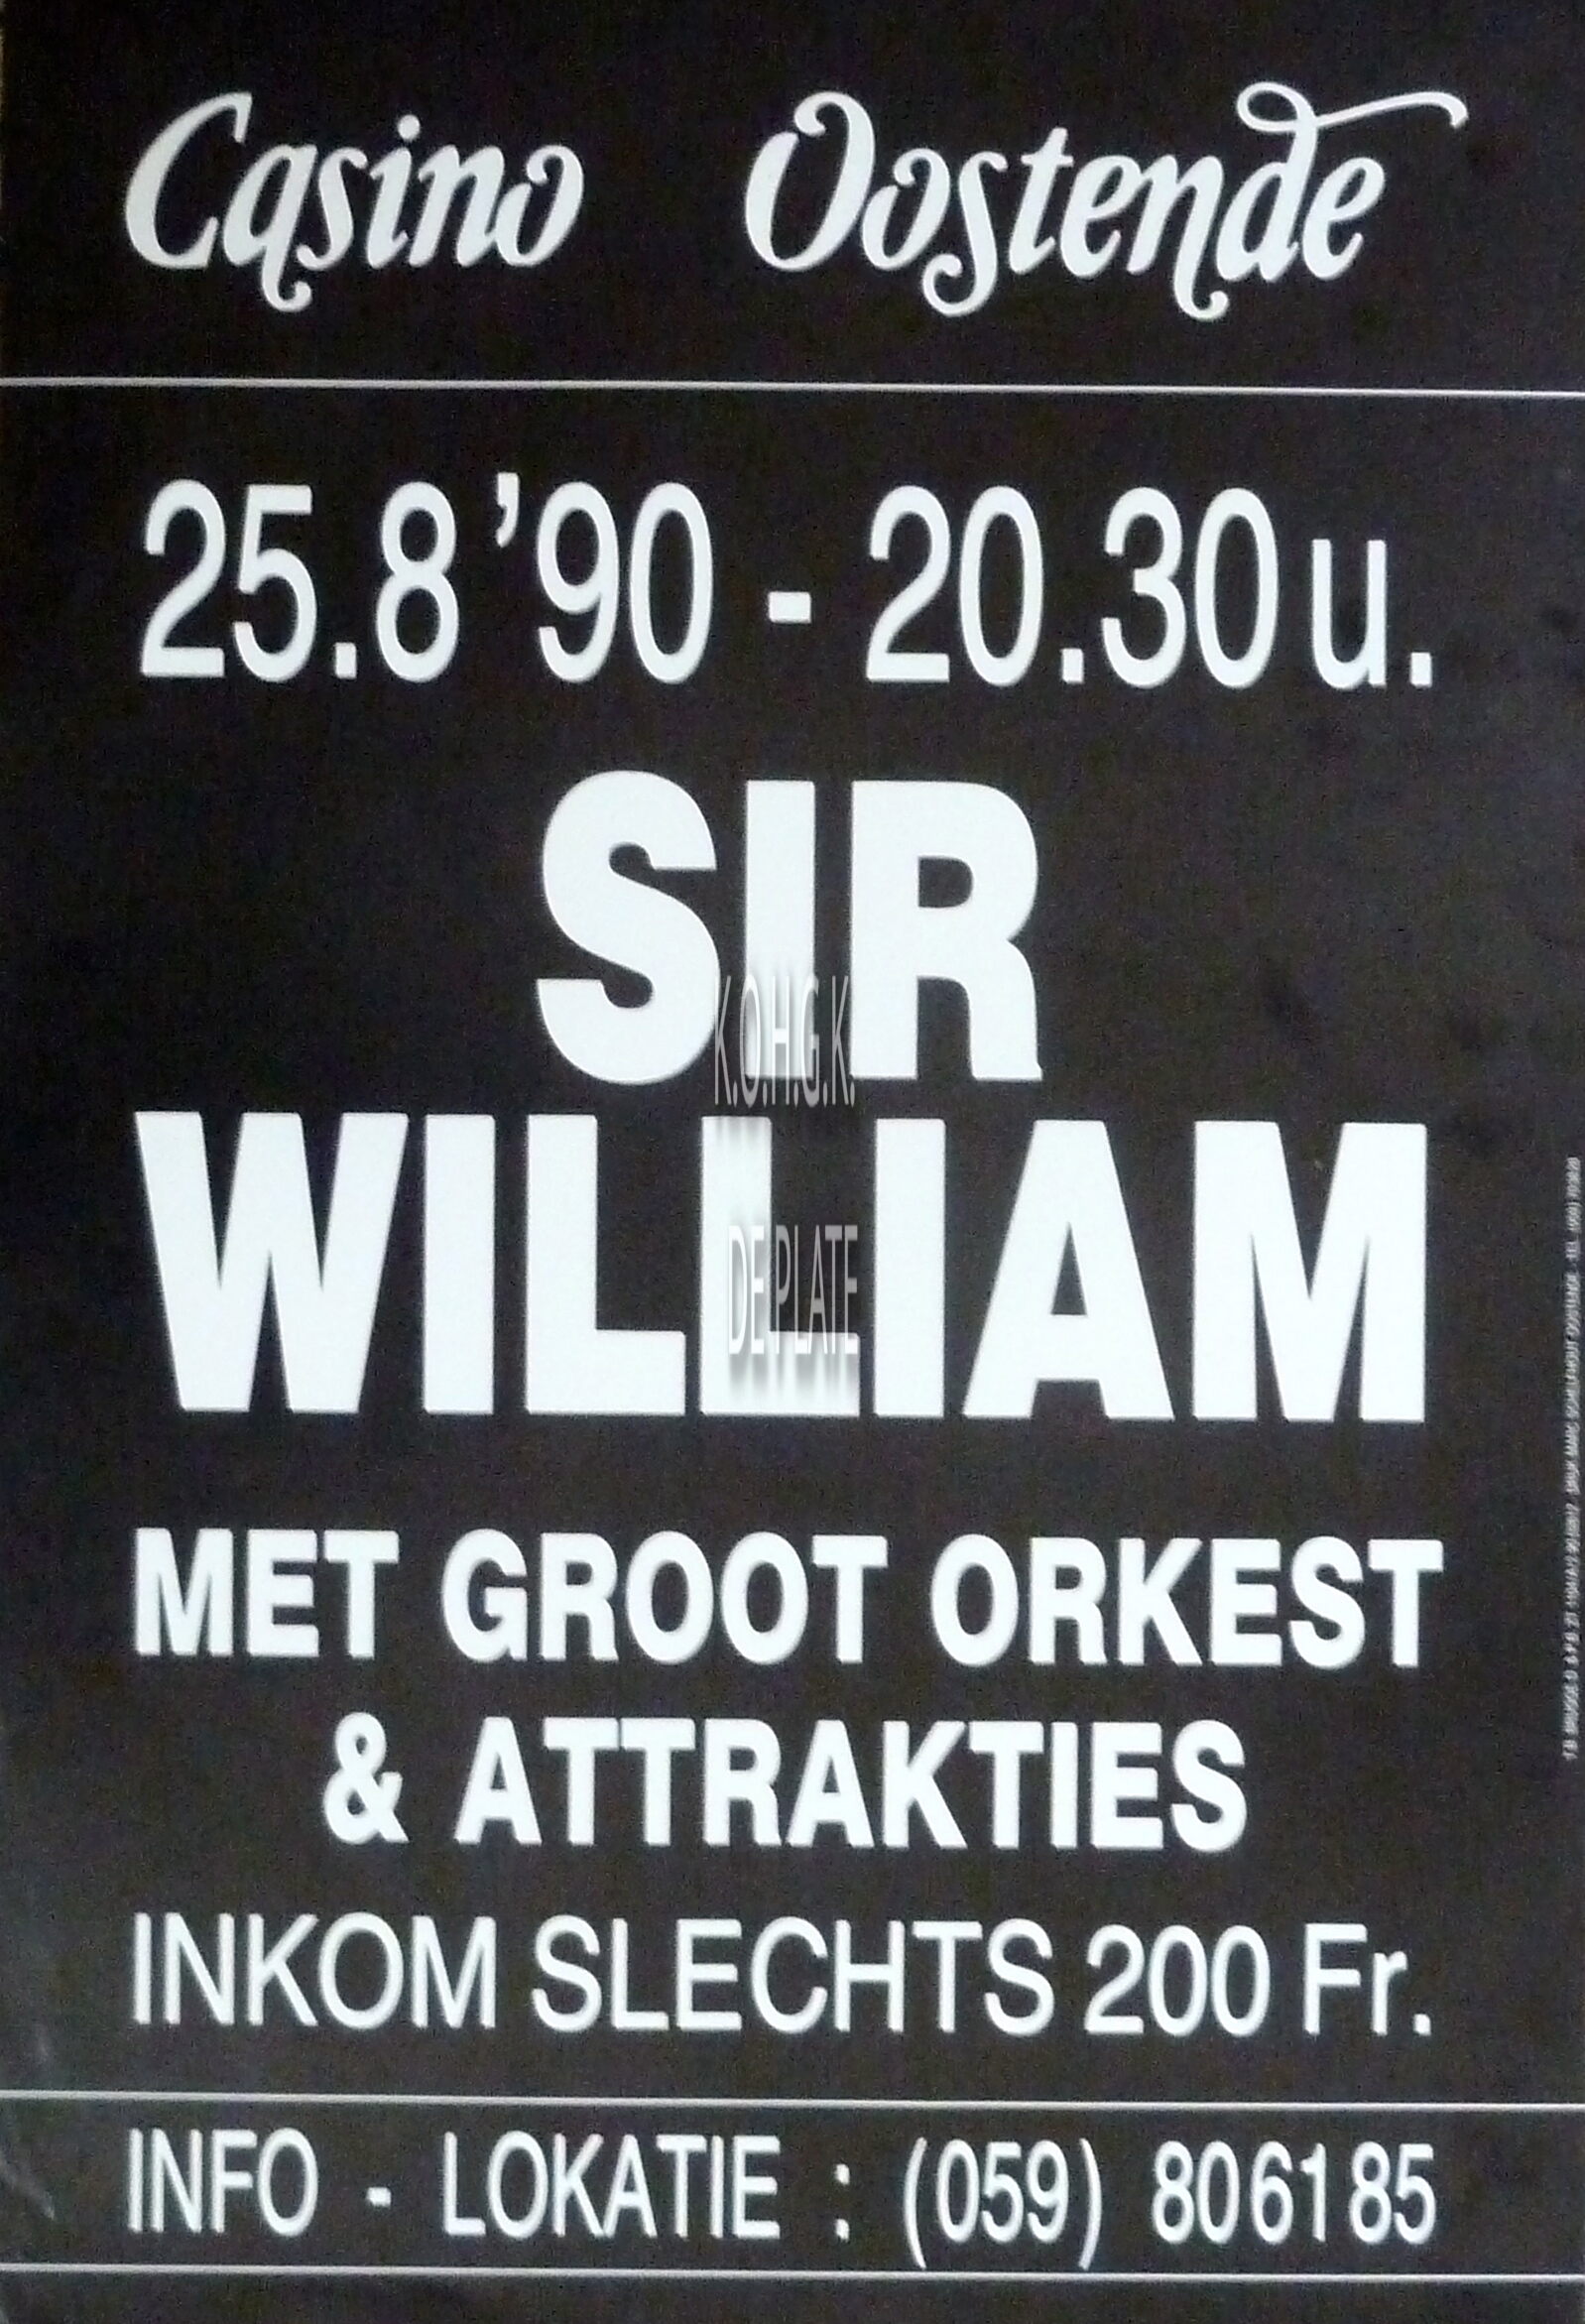 Casino Oostende
25.8 '90 - 20.30 u.
SIR
K.O.H.G.K.
WILLIAM
DE PLATE
MET GROOT ORKEST
& ATTRAKTIES
INKOM SLECHTS 200 Fr.
INFO - LOKATIE : (059) 806185